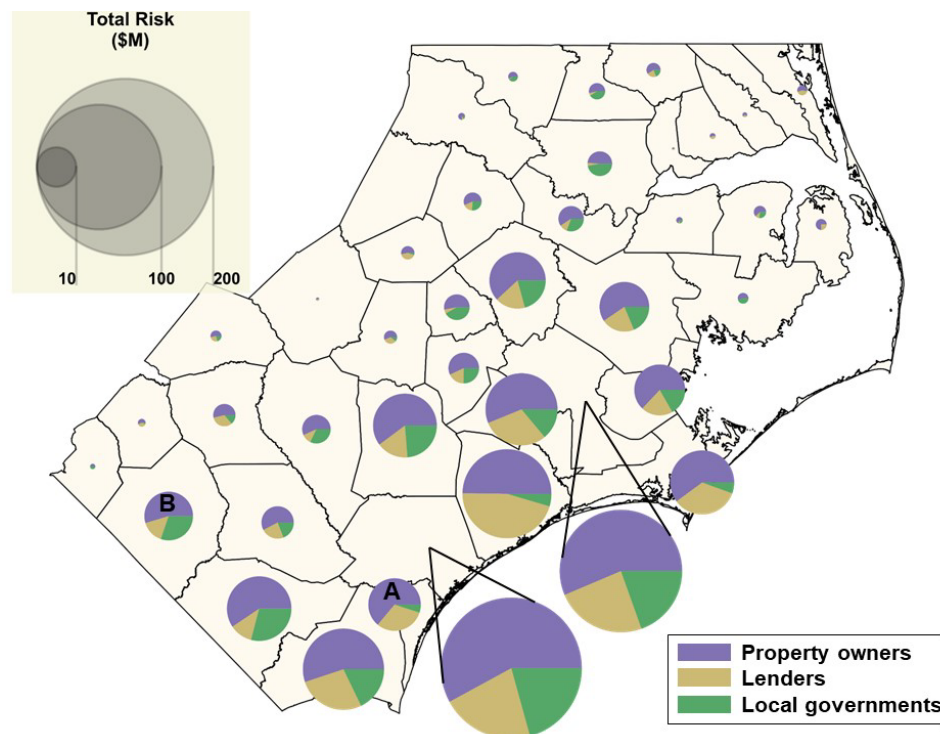 Total Risk
($M)
10 100 200
B
A
Property owners
Lenders
Local governments